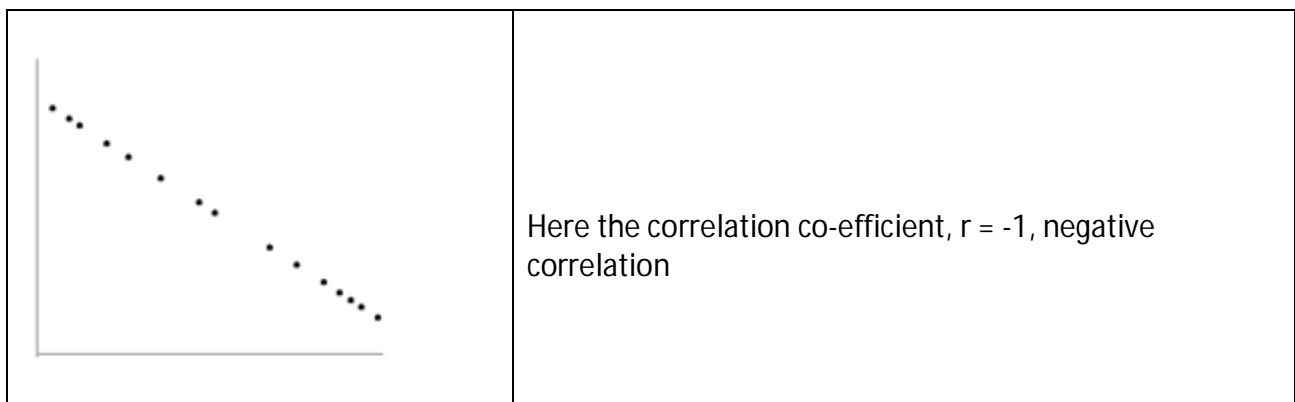 Here the correlation co-efficient, r = -1, negative
correlation